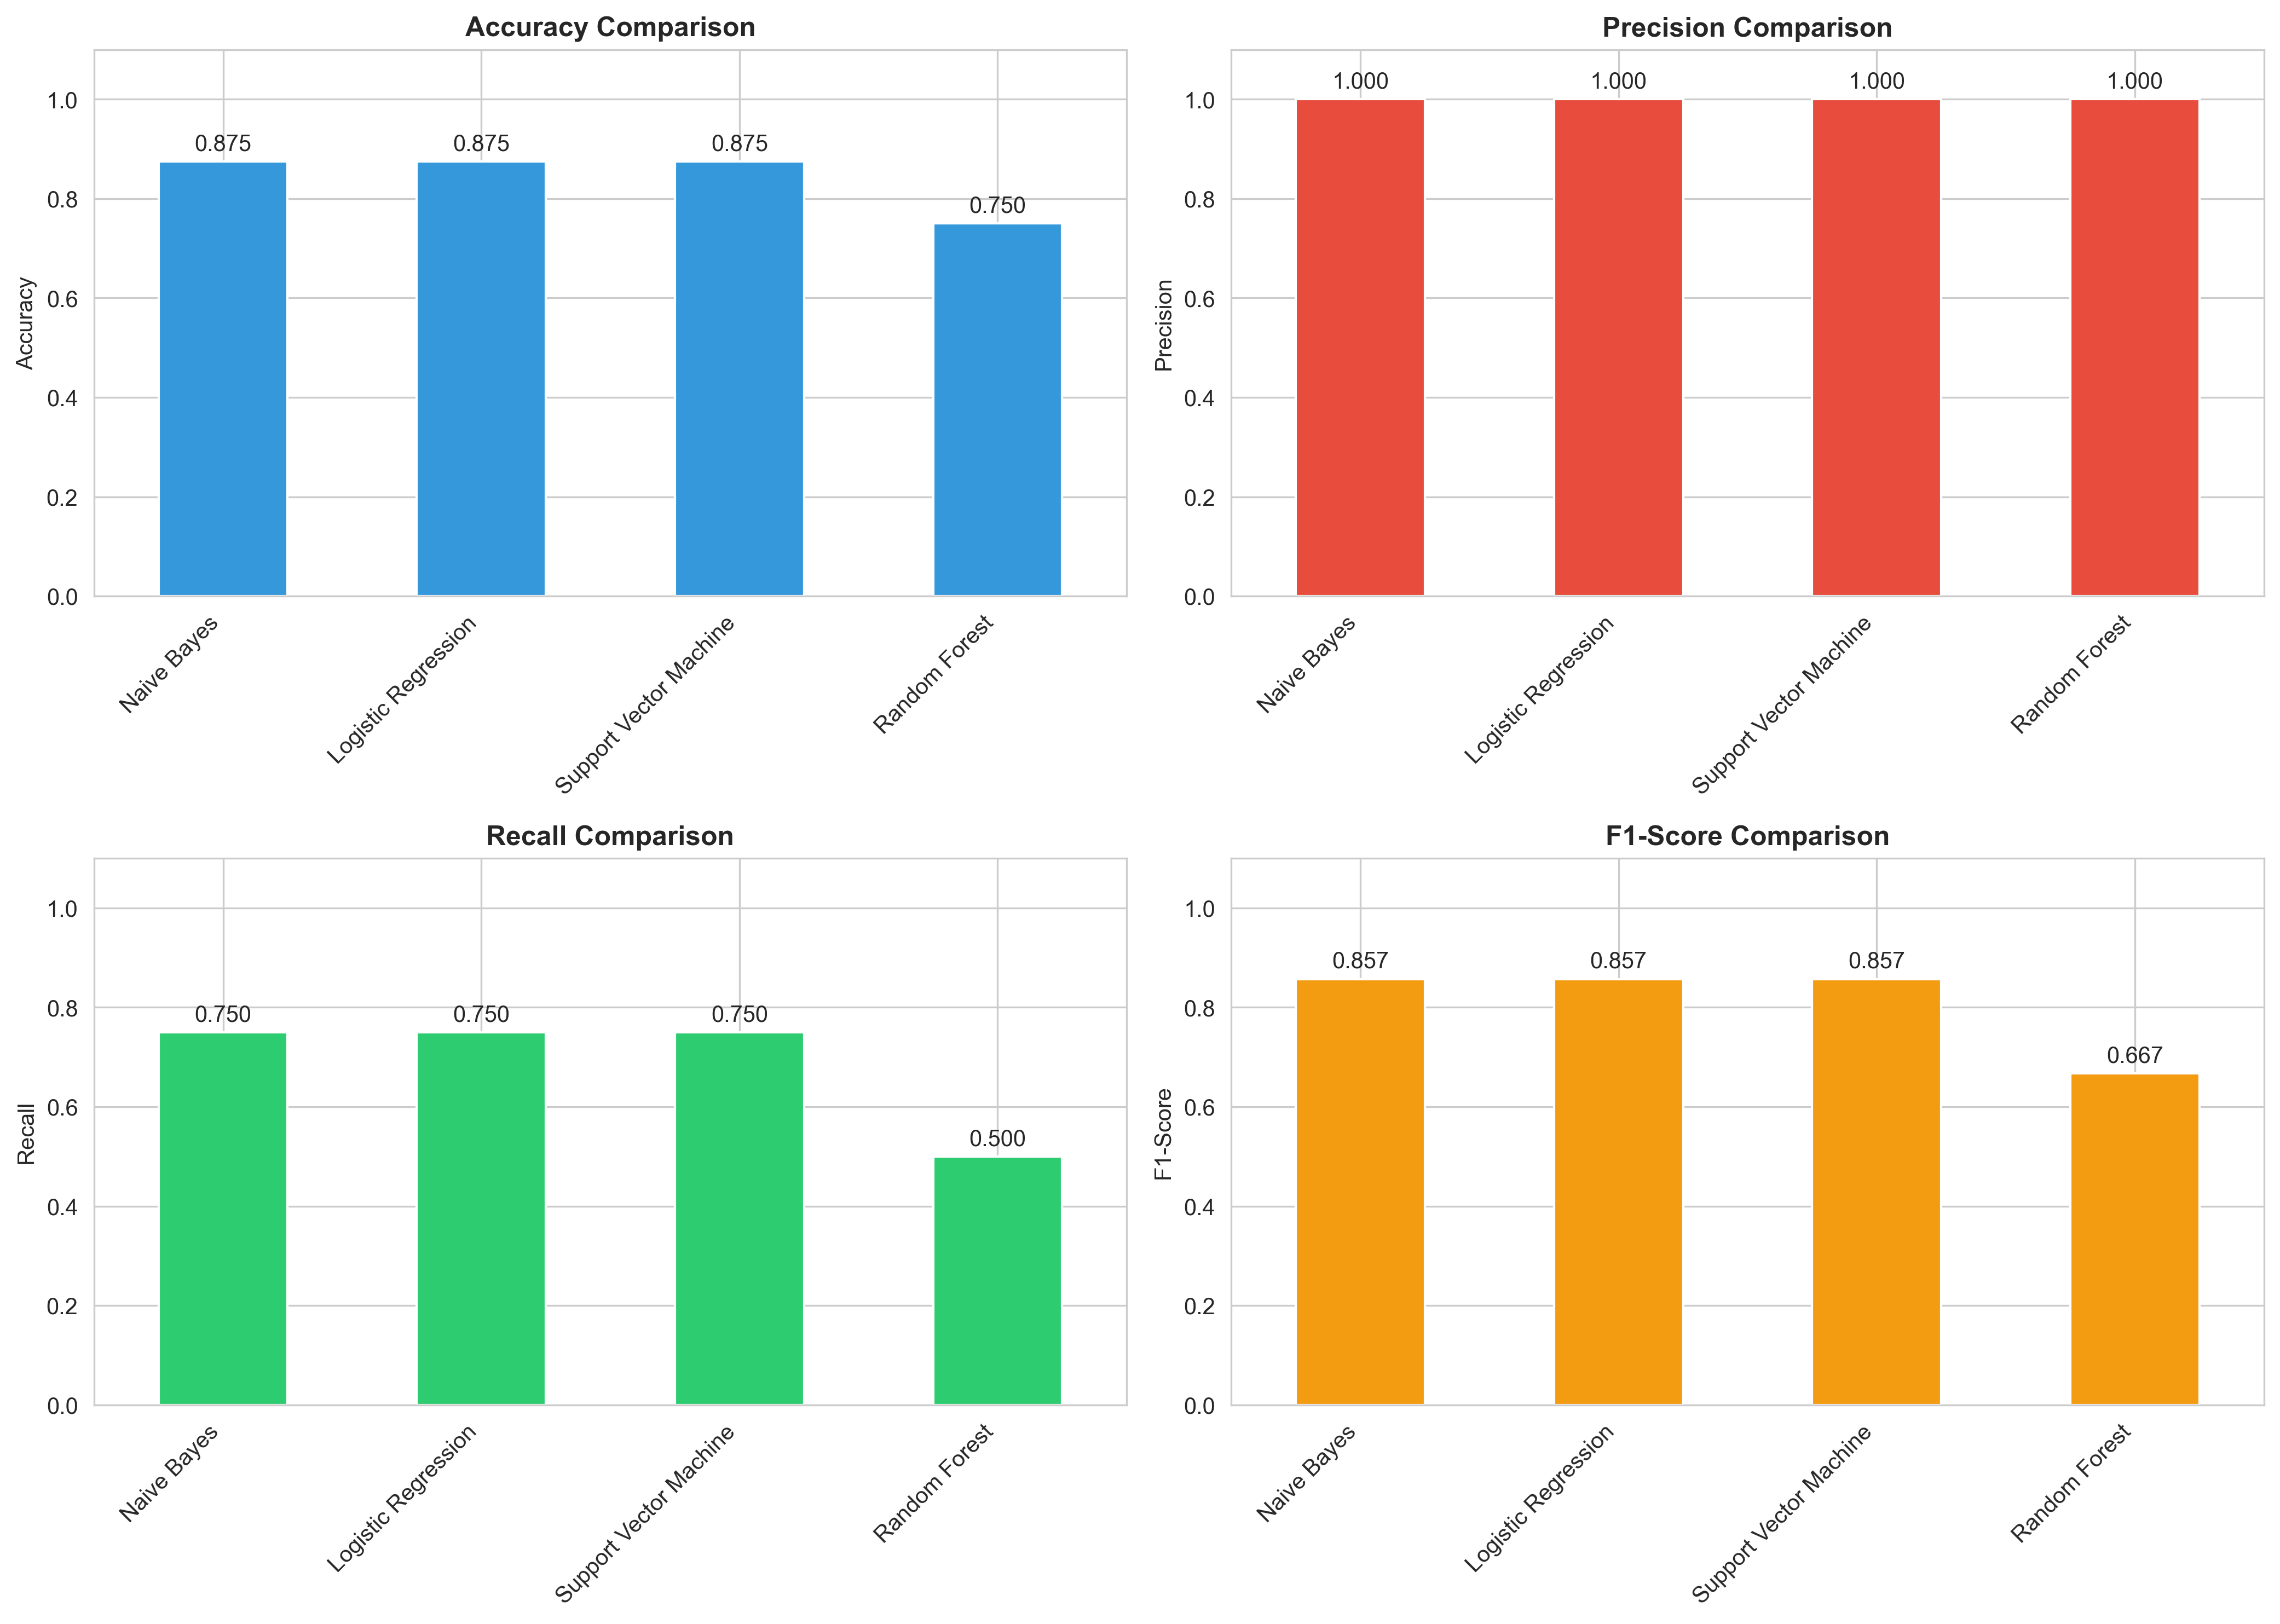 Accuracy Comparison
Accuracy
1.0
0.8
0.6
0.4
0.2
0.0
0.875
0.875
0.875
0.750
Naive Bayes
Logistic Regression
Support Vector Machine
Random Forest
Precision Comparison
Precision
1.0
0.8
0.6
0.4
0.2
0.0
1.000
1.000
1.000
1.000
Naive Bayes
Logistic Regression
Support Vector Machine
Random Forest
Recall Comparison
Recall
1.0
0.8
0.6
0.4
0.2
0.0
0.750
0.750
0.750
0.500
Naive Bayes
Logistic Regression
Support Vector Machine
Random Forest
F1-Score Comparison
F1-Score
1.0
0.8
0.6
0.4
0.2
0.0
0.857
0.857
0.857
0.667
Naive Bayes
Logistic Regression
Support Vector Machine
Random Forest